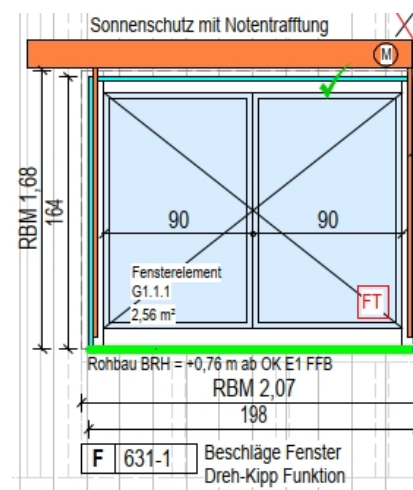 Sonnenschutz mit Notentrafftung
M
RBM 1,68
164
90
90
Fensterelement
G1.1.1
2,56 m²
FT
Rohbau BRH = +0,76 m ab OK E1 FFB
RBM 2,07
198
F 631-1
Beschläge Fenster
Dreh-Kipp Funktion